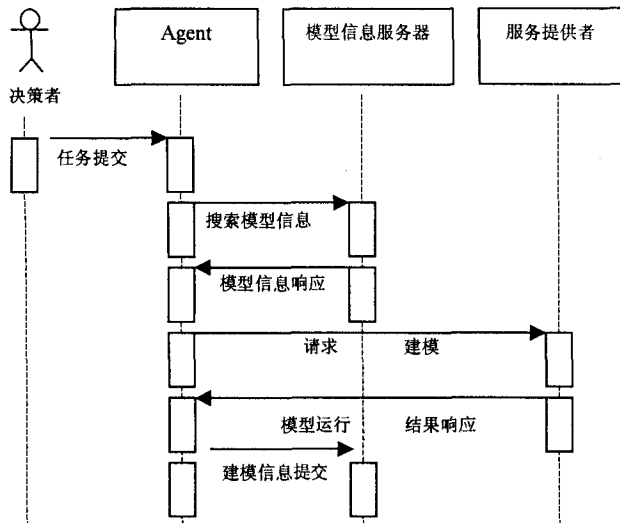 Agent
模型信息服务器
服务提供者
决策者
任务提交
搜索模型信息
模型信息响应
请求 建模
模型运行 结果响应
建模信息提交